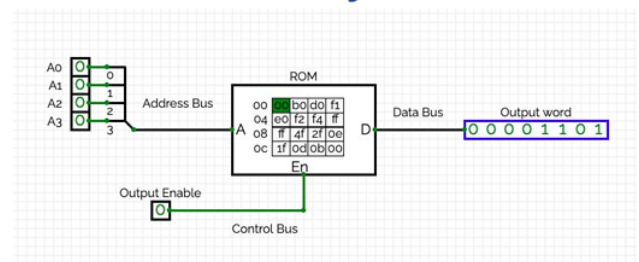 A0 0
0
A1 0
1
A2 0
2
A3 0
3
Address Bus
ROM
00 00 b0 d0 f1
04 e0 f2 f4 ff
08 ff 4f 2f 0e
0c 1f 0d 0b 00
A
D
En
Data Bus
Output word
0 0 0 0 1 1 0 1
Output Enable
0
Control Bus